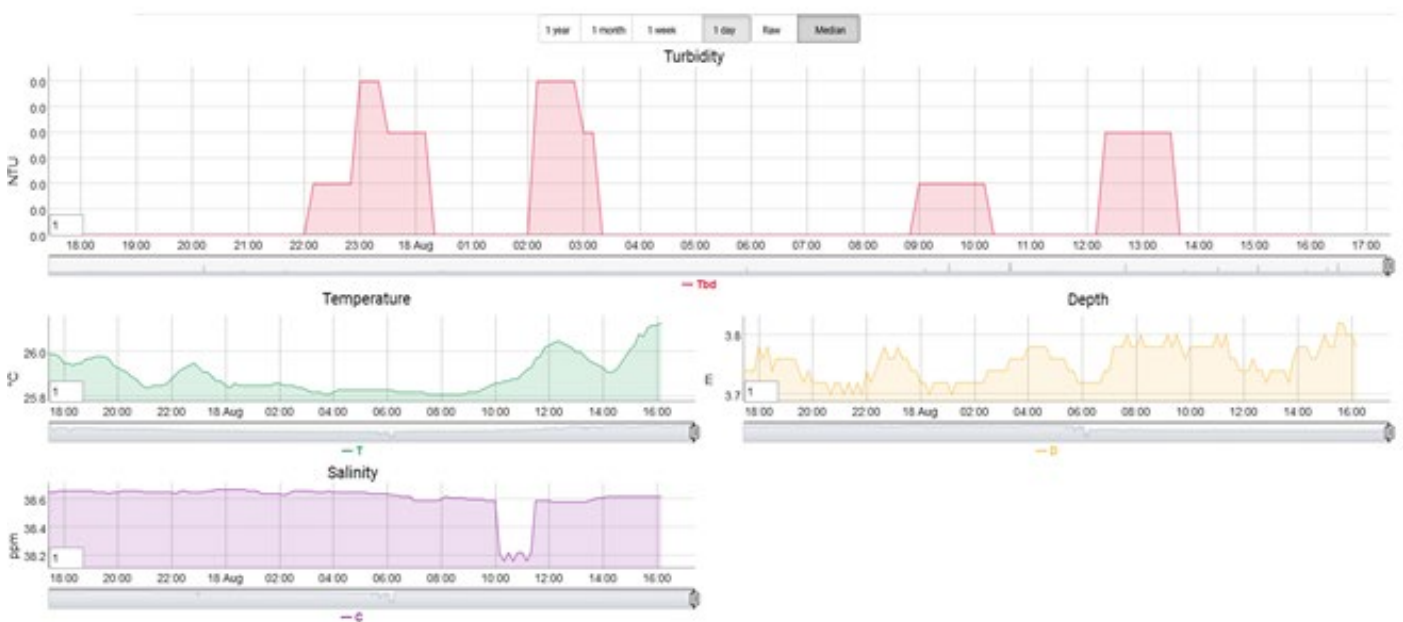 1 year 1 month 1 week 1 day Raw Median
Turbidity
0.0
0.0
0.0
0.0
0.0
0.0
0.0
NTU
1
18:00 19:00 20:00 21:00 22:00 23:00 18 Aug 01:00 02:00 03:00 04:00 05:00 06:00 07:00 08:00 09:00 10:00 11:00 12:00 13:00 14:00 15:00 16:00 17:00
— Tbd
Temperature
26.0
25.8
°C
1
18:00 20:00 22:00 18 Aug 02:00 04:00 06:00 08:00 10:00 12:00 14:00 16:00
— T
Depth
3.8
3.7
m
1
18:00 20:00 22:00 18 Aug 02:00 04:00 06:00 08:00 10:00 12:00 14:00 16:00
— D
Salinity
38.6
38.4
38.2
ppm
1
18:00 20:00 22:00 18 Aug 02:00 04:00 06:00 08:00 10:00 12:00 14:00 16:00
— C